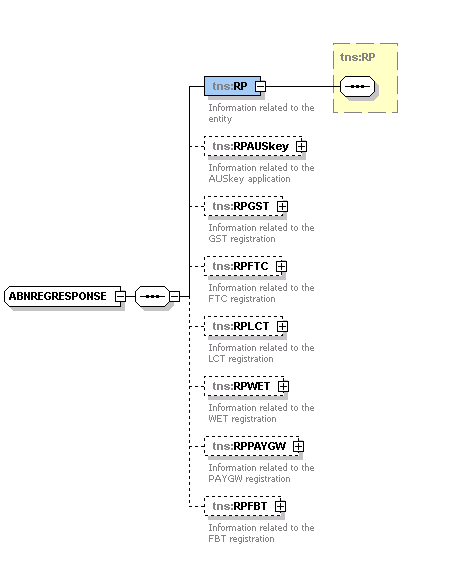 tns:RP
tns:RP
Information related to the
entity
tns:RPAUSkey
Information related to the
AUSkey application
tns:RPGST
Information related to the
GST registration
tns:RPFTC
Information related to the
FTC registration
ABNREGRESPONSE
tns:RPLCT
Information related to the
LCT registration
tns:RPWET
Information related to the
WET registration
tns:RPPAYGW
Information related to the
PAYGW registration
tns:RPFBT
Information related to the
FBT registration